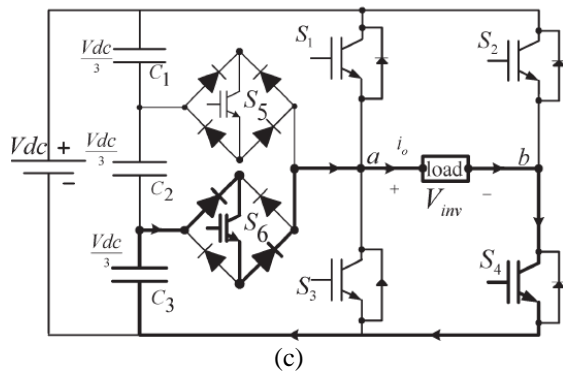 Vdc/3
C1
S1
S2
S5
Vdc +
-
Vdc/3
C2
a
io
load
b
+
-
Vinv
S6
Vdc/3
C3
S3
S4
(c)